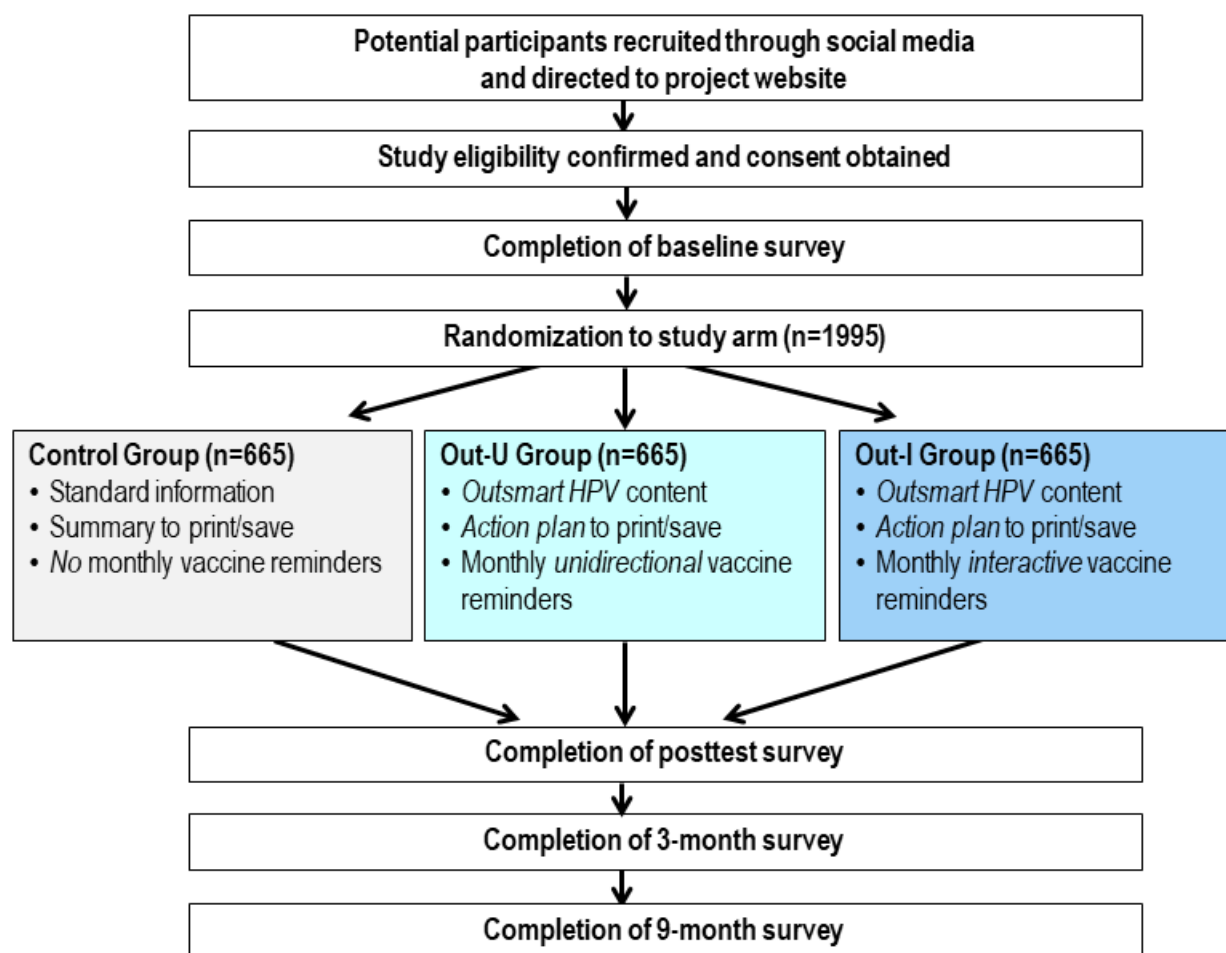 Potential participants recruited through social media
and directed to project website
Study eligibility confirmed and consent obtained
Completion of baseline survey
Randomization to study arm (n=1995)
Control Group (n=665)
• Standard information
• Summary to print/save
• No monthly vaccine reminders
Out-U Group (n=665)
• Outsmart HPV content
• Action plan to print/save
• Monthly unidirectional vaccine
reminders
Out-I Group (n=665)
• Outsmart HPV content
• Action plan to print/save
• Monthly interactive vaccine
reminders
Completion of posttest survey
Completion of 3-month survey
Completion of 9-month survey